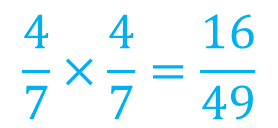 4/7 × 4/7 = 16/49